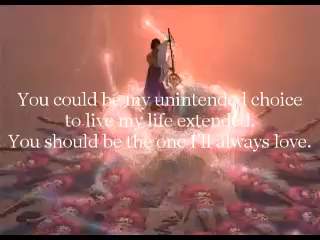 You could be my unintended choice
to live my life extended.
You should be the one I'll always love.